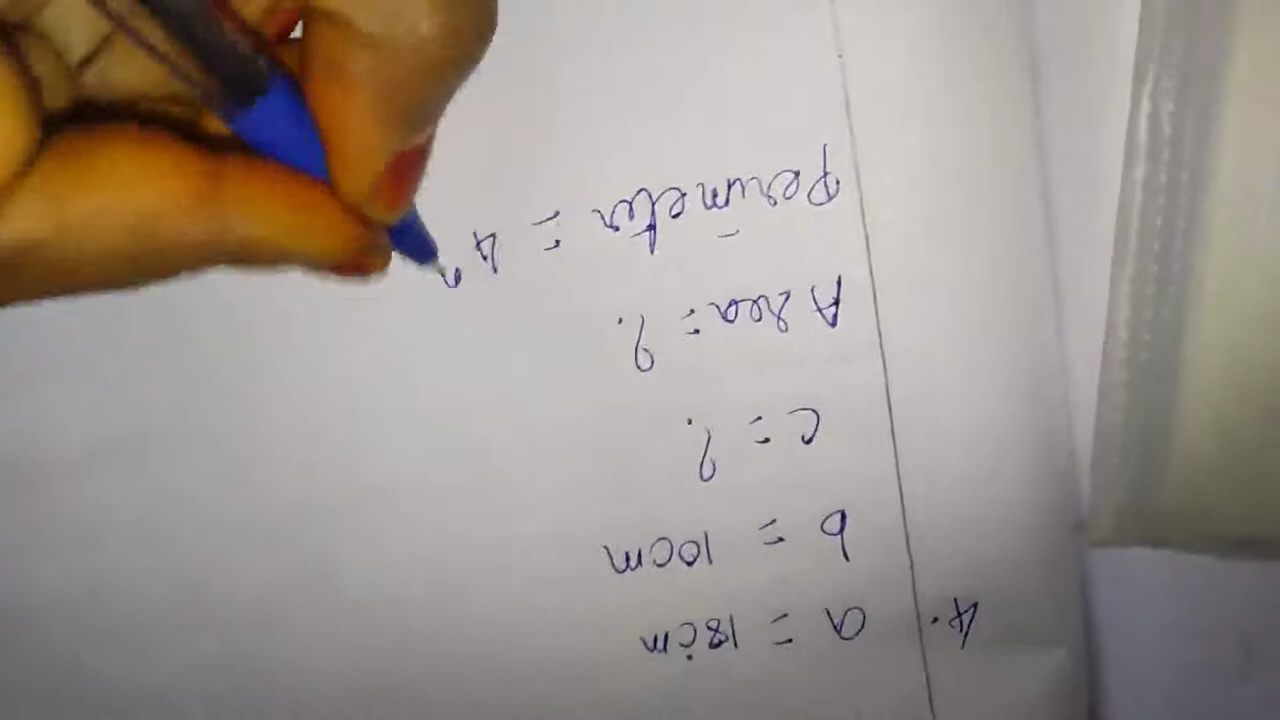 4. a = 18cm
b = 10cm
c = ?
Area = ?
Perimeter = 4